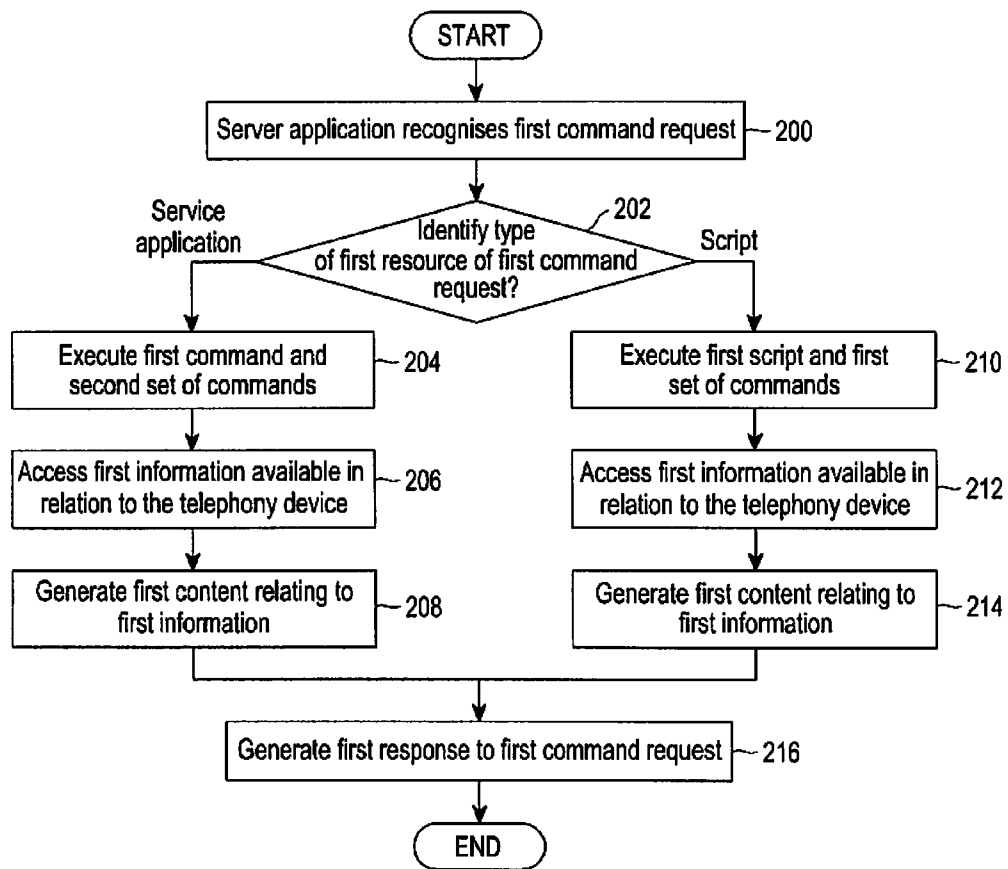 START
Server application recognises first command request
200
202
Service
application
Identify type
of first resource of first command
request?
Script
Execute first command and
second set of commands
204
Execute first script and first
set of commands
210
Access first information available in
relation to the telephony device
206
Access first information available in
relation to the telephony device
212
Generate first content relating to
first information
208
Generate first content relating to
first information
214
Generate first response to first command request
216
END